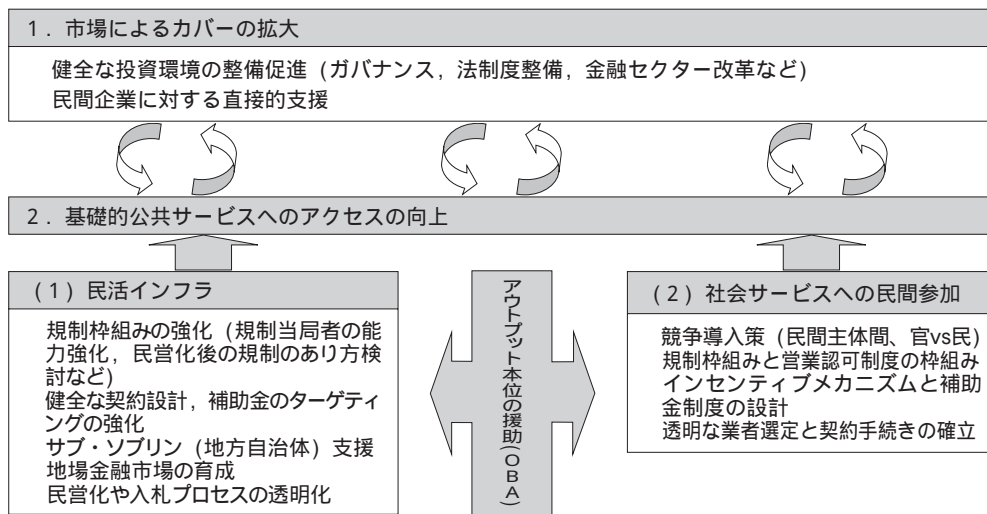 1．市場によるカバーの拡大
健全な投資環境の整備促進（ガバナンス，法制度整備，金融セクター改革など）
民間企業に対する直接的支援
2．基礎的公共サービスへのアクセスの向上
(1)民活インフラ
規制枠組みの強化（規制当局者の能
力強化，民営化後の規制のあり方検
討など）
健全な契約設計，補助金のターゲティ
ングの強化
サブ・ソブリン（地方自治体）支援
地場金融市場の育成
民営化や入札プロセスの透明化
アウトプット本位の援助(OBA)
(2)社会サービスへの民間参加
競争導入策（民間主体間、官vs民）
規制枠組みと営業認可制度の枠組み
インセンティブメカニズムと補助
金制度の設計
透明な業者選定と契約手続きの確立